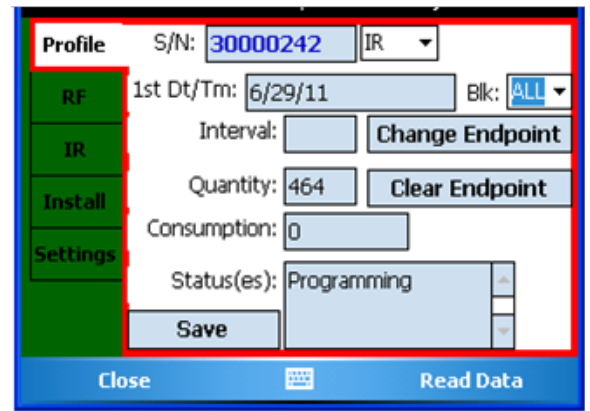 Profile
S/N: 30000242 IR
RF
1st Dt/Tm: 6/29/11 Blk: ALL
IR
Interval: Change Endpoint
Install
Quantity: 464 Clear Endpoint
Consumption: 0
Settings
Status(es): Programming
Save
Close Read Data